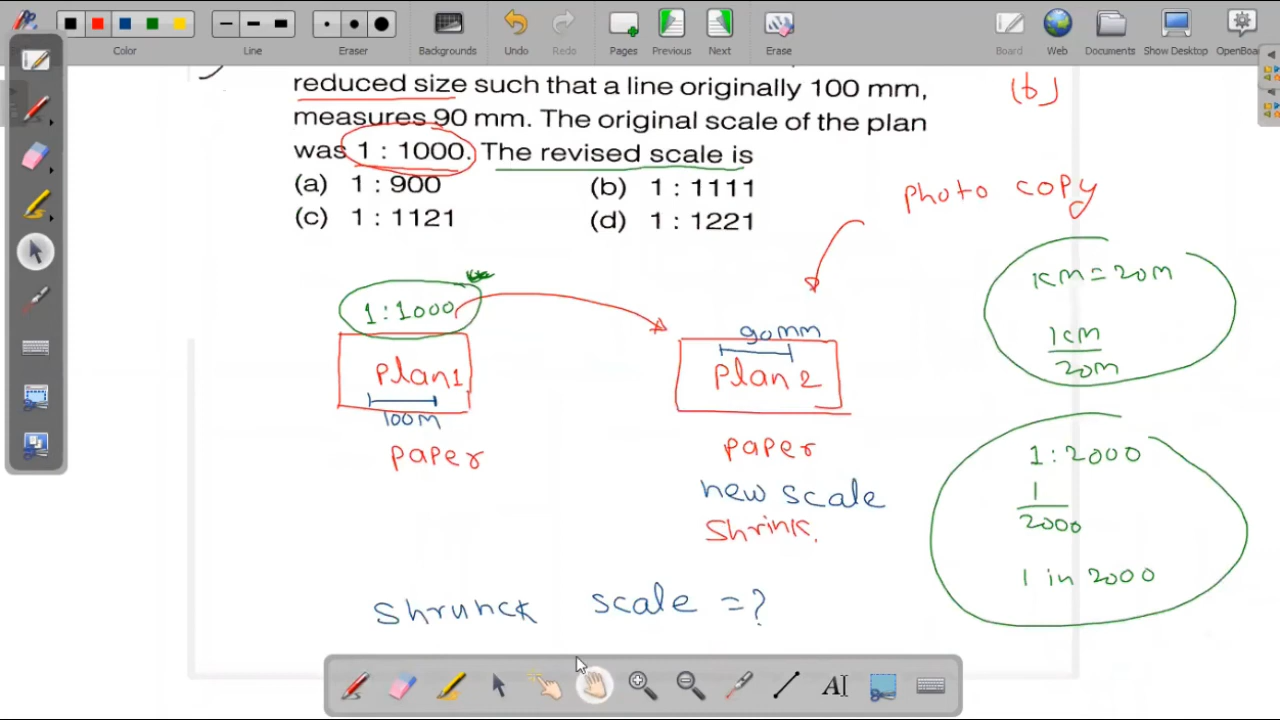 Color
Line
Eraser
Backgrounds
Undo
Redo
Pages
Previous
Next
Erase
Board
Web
Documents
Show Desktop
OpenBoa
reduced size such that a line originally 100 mm,
measures 90 mm. The original scale of the plan
was 1 : 1000. The revised scale is
(a) 1 : 900
(b) 1 : 1111
(c) 1 : 1121
(d) 1 : 1221
(b)
Photo copy
1:1000
Plan1
100M
paper
90mm
Plan 2
paper
new scale
Shrink.
KM=20M
1CM
20M
1:2000
1
2000
1 in 2000
Shrunck scale =?
AI